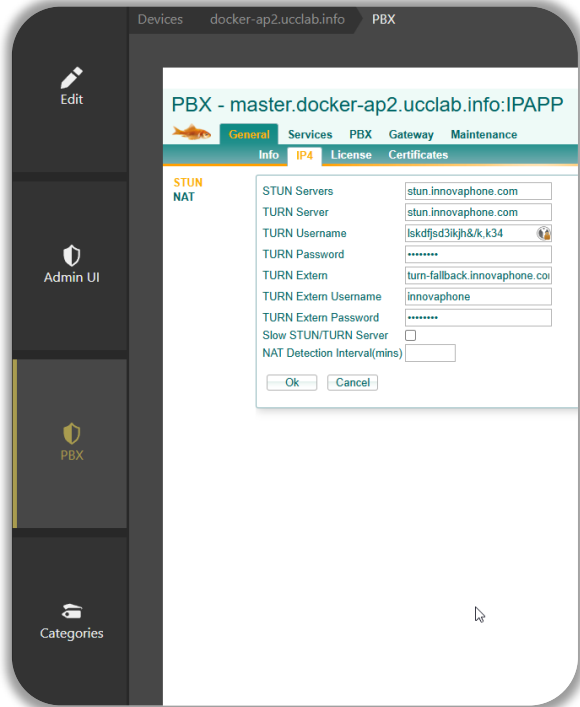 Devices docker-ap2.ucclab.info PBX
Edit
Admin UI
PBX
Categories
PBX - master.docker-ap2.ucclab.info:IPAPP
General Services PBX Gateway Maintenance
Info IP4 License Certificates
STUN
NAT
STUN Servers stun.innovaphone.com
TURN Server stun.innovaphone.com
TURN Username lskdfjsd3ikjh&/k,k34
TURN Password ••••••••
TURN Extern turn-fallback.innovaphone.co
TURN Extern Username innovaphone
TURN Extern Password ••••••••
Slow STUN/TURN Server
NAT Detection Interval(mins)
Ok Cancel